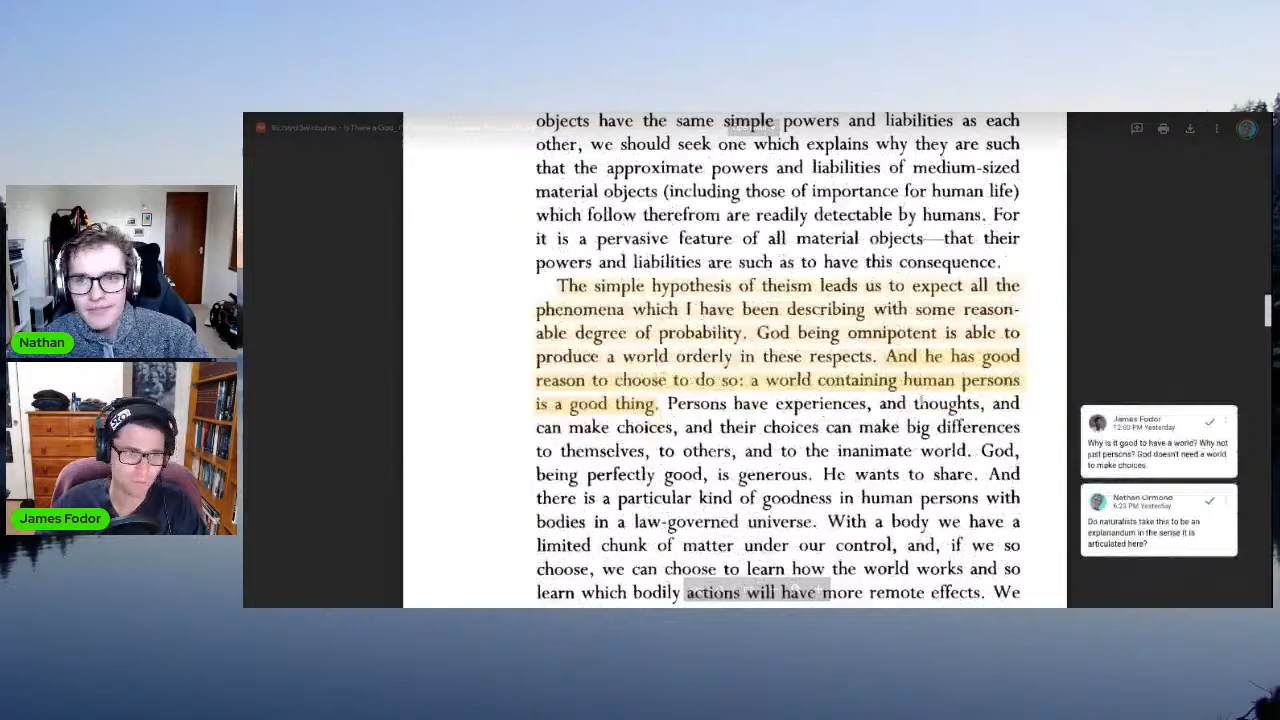 Richard Swinburne - Is There a God_
objects have the same simple powers and liabilities as each
other, we should seek one which explains why they are such
that the approximate powers and liabilities of medium-sized
material objects (including those of importance for human life)
which follow therefrom are readily detectable by humans. For
it is a pervasive feature of all material objects—that their
powers and liabilities are such as to have this consequence.
The simple hypothesis of theism leads us to expect all the
phenomena which I have been describing with some reason-
able degree of probability. God being omnipotent is able to
produce a world orderly in these respects. And he has good
reason to choose to do so: a world containing human persons
is a good thing. Persons have experiences, and thoughts, and
can make choices, and their choices can make big differences
to themselves, to others, and to the inanimate world. God,
being perfectly good, is generous. He wants to share. And
there is a particular kind of goodness in human persons with
bodies in a law-governed universe. With a body we have a
limited chunk of matter under our control, and, if we so
choose, we can choose to learn how the world works and so
learn which bodily actions will have more remote effects. We
Nathan
James Fodor
James Fodor
12:00 PM Yesterday
Why is it good to have a world? Why not
just persons? God doesn't need a world
to make choices.
Nathan Ormond
6:23 PM Yesterday
Do naturalists take this to be an
explanandum in the sense it is
articulated here?